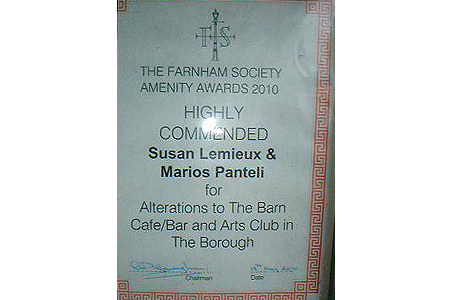 THE FARNHAM SOCIETY
AMENITY AWARDS 2010
HIGHLY
COMMENDED
Susan Lemieux &
Marios Panteli
for
Alterations to The Barn
Cafe/Bar and Arts Club in
The Borough
Chairman Date